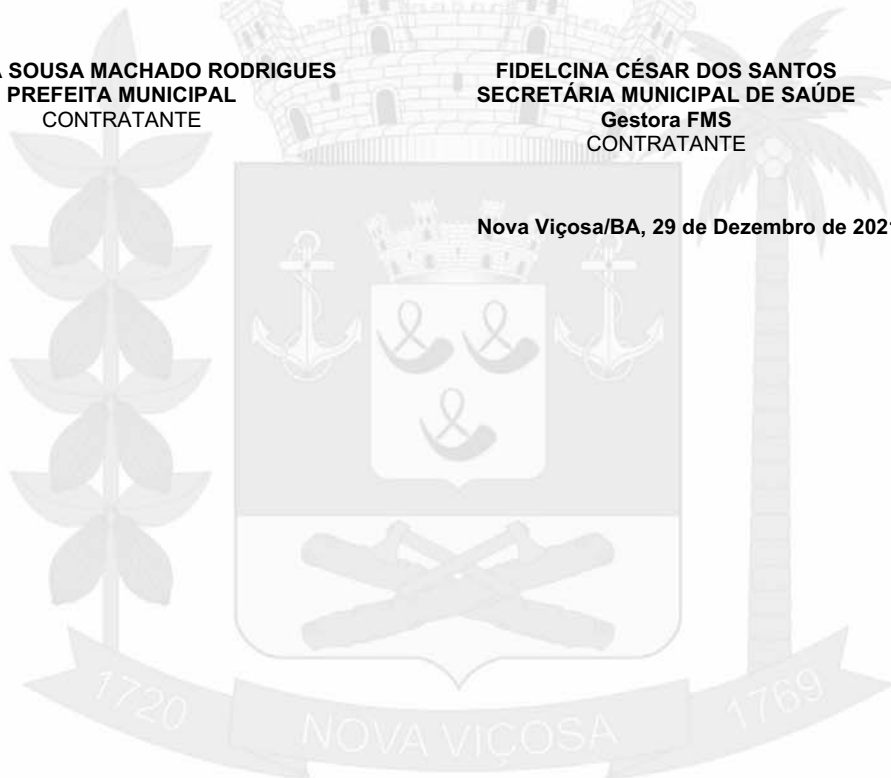 SOUSA MACHADO RODRIGUES
PREFEITA MUNICIPAL
CONTRATANTE
FIDELCINA CÉSAR DOS SANTOS
SECRETÁRIA MUNICIPAL DE SAÚDE
Gestora FMS
CONTRATANTE
Nova Viçosa/BA, 29 de Dezembro de 2021
1720
NOVA VIÇOSA
1769